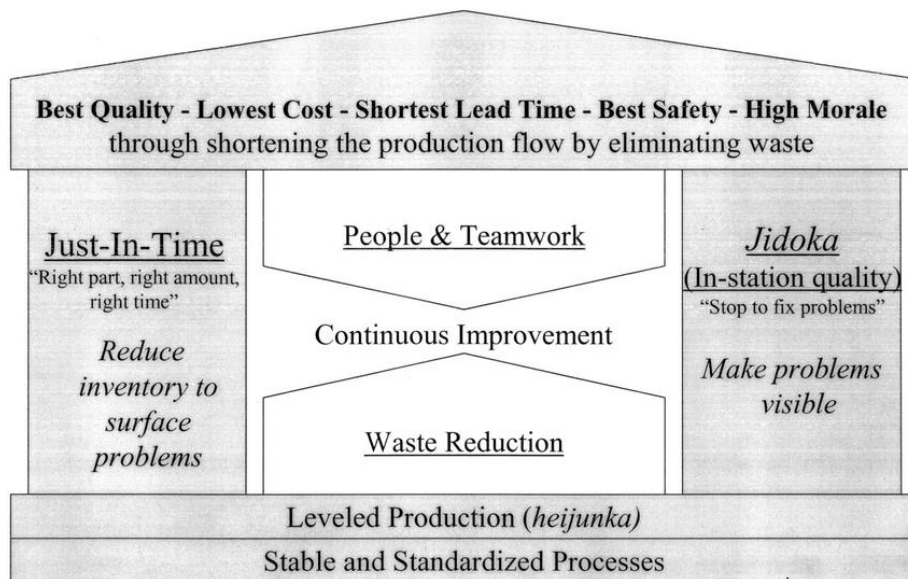 Best Quality - Lowest Cost - Shortest Lead Time - Best Safety - High Morale
through shortening the production flow by eliminating waste
Just-In-Time
“Right part, right amount,
right time”
Reduce
inventory to
surface
problems
People & Teamwork
Continuous Improvement
Waste Reduction
Jidoka
(In-station quality)
“Stop to fix problems”
Make problems
visible
Leveled Production (heijunka)
Stable and Standardized Processes